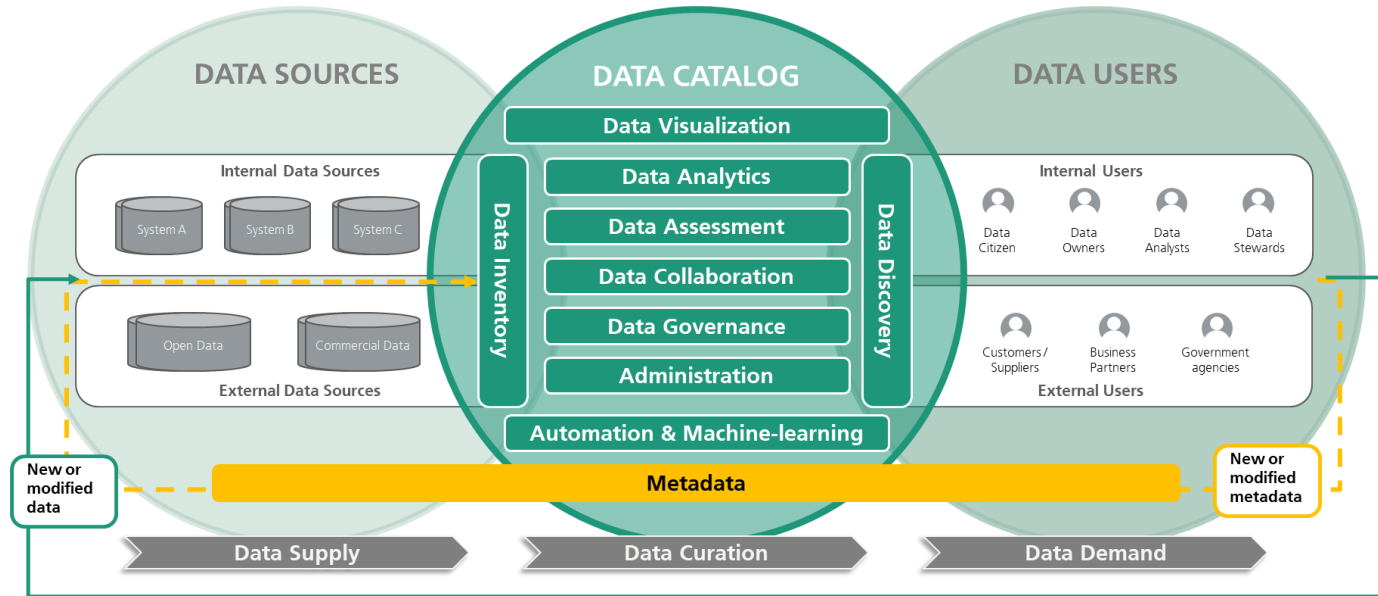 DATA SOURCES
DATA CATALOG
DATA USERS
Data Visualization
Internal Data Sources
System A
System B
System C
Data Inventory
Data Analytics
Data Assessment
Data Collaboration
Data Governance
Administration
Data Discovery
Internal Users
Data
Citizen
Data
Owners
Data
Analysts
Data
Stewards
Open Data
Commercial Data
External Data Sources
Customers/
Suppliers
Business
Partners
Government
agencies
External Users
Automation & Machine-learning
New or
modified
data
Metadata
New or
modified
metadata
Data Supply
Data Curation
Data Demand